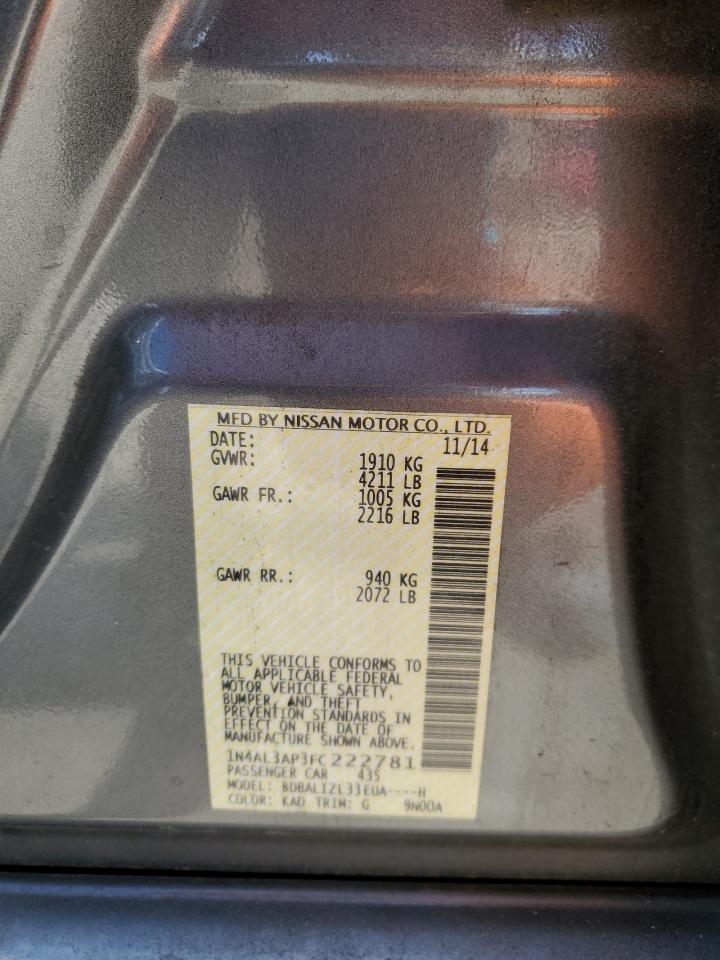 MFD BY NISSAN MOTOR CO., LTD.
DATE: 11/14
GVWR: 1910 KG
4211 LB
GAWR FR.: 1005 KG
2216 LB
GAWR RR.: 940 KG
2072 LB
THIS VEHICLE CONFORMS TO
ALL APPLICABLE FEDERAL
MOTOR VEHICLE SAFETY,
BUMPER, AND THEFT
PREVENTION STANDARDS IN
EFFECT ON THE DATE OF
MANUFACTURE SHOWN ABOVE.
1N4AL3AP3FC222781
PASSENGER CAR 435
MODEL: BDBALIZL33EUA----H
COLOR: KAD TRIM: G 9N00A